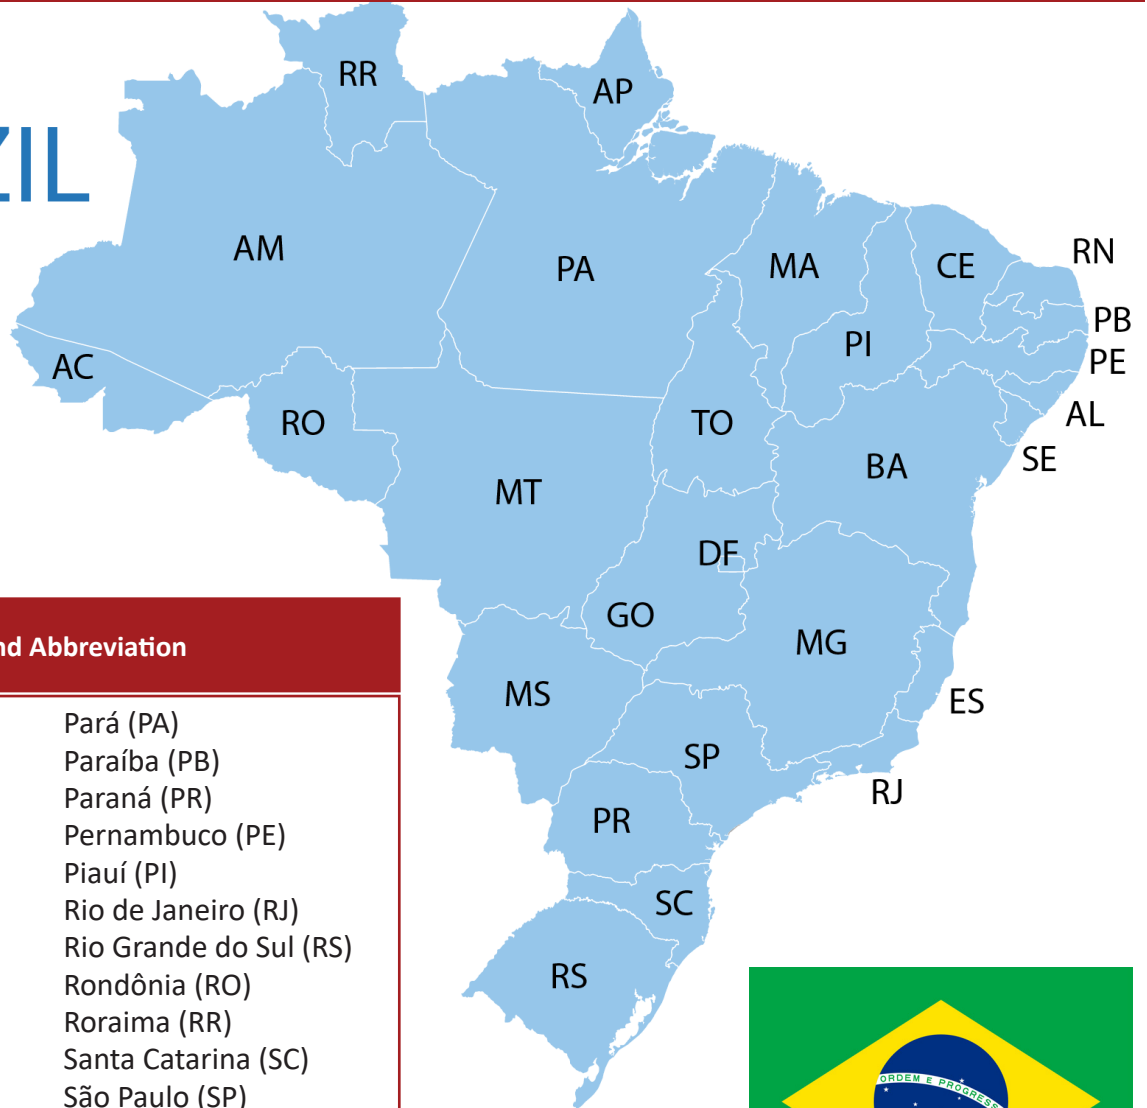 ZIL
RR
AP
AM
PA
MA
CE
RN
PB
PI
PE
AC
AL
RO
TO
SE
BA
MT
DF
GO
MG
MS
ES
SP
RJ
PR
SC
RS
nd Abbreviation
Pará (PA)
Paraíba (PB)
Paraná (PR)
Pernambuco (PE)
Piauí (PI)
Rio de Janeiro (RJ)
Rio Grande do Sul (RS)
Rondônia (RO)
Roraima (RR)
Santa Catarina (SC)
São Paulo (SP)
ORDEM E PROGRESS